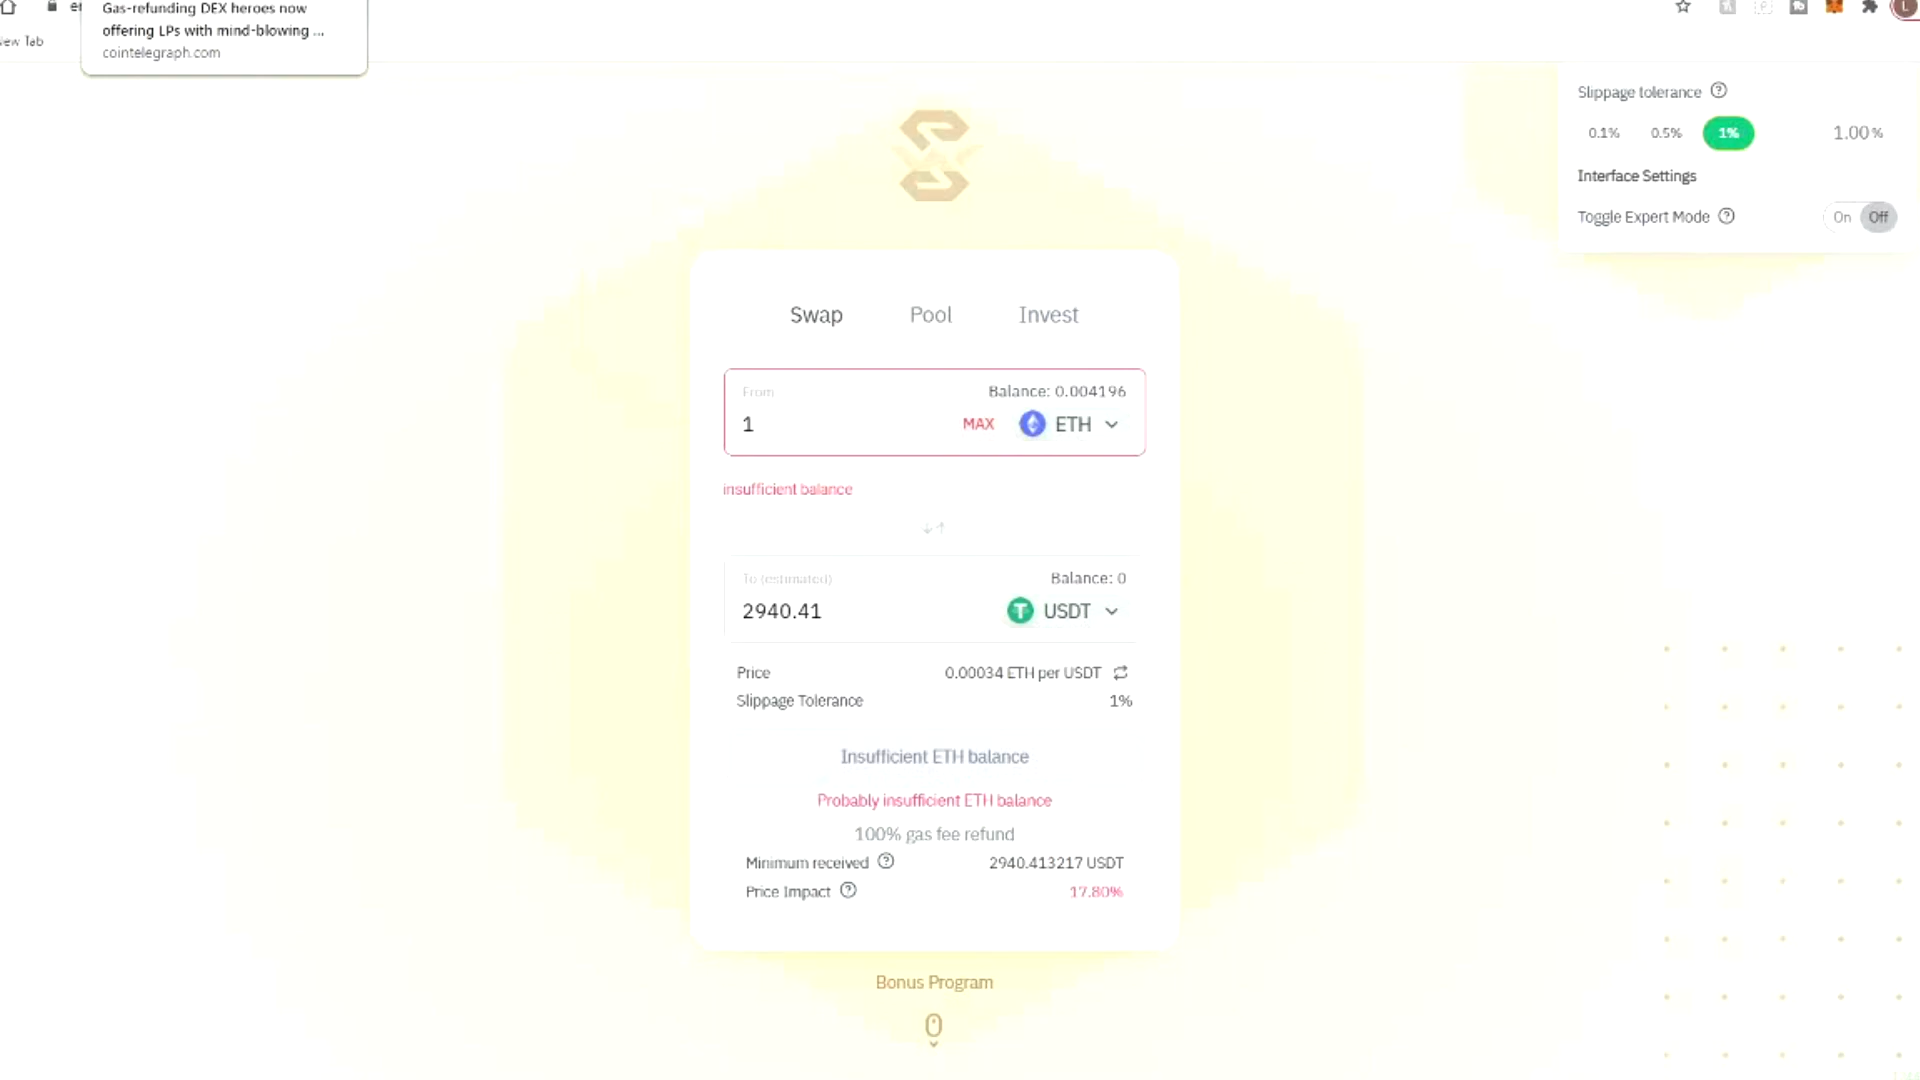 Gas-refunding DEX heroes now
offering LPs with mind-blowing ...
cointelegraph.com
New Tab
Slippage tolerance
0.1% 0.5% 1% 1.00%
Interface Settings
Toggle Expert Mode On Off
Swap Pool Invest
From Balance: 0.004196
1 MAX ETH
insufficient balance
To (estimated) Balance: 0
2940.41 USDT
Price 0.00034 ETH per USDT
Slippage Tolerance 1%
Insufficient ETH balance
Probably insufficient ETH balance
100% gas fee refund
Minimum received 2940.413217 USDT
Price Impact 17.80%
Bonus Program